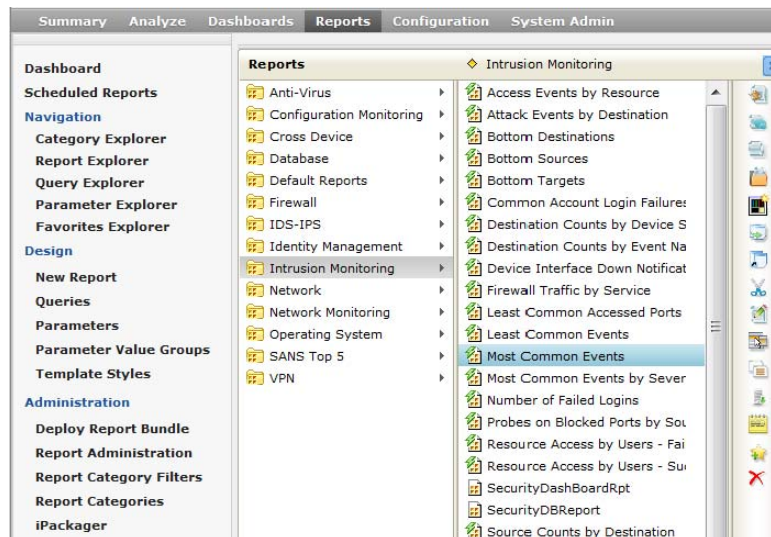 Summary Analyze Dashboards Reports Configuration System Admin
Dashboard
Scheduled Reports
Navigation
Category Explorer
Report Explorer
Query Explorer
Parameter Explorer
Favorites Explorer
Design
New Report
Queries
Parameters
Parameter Value Groups
Template Styles
Administration
Deploy Report Bundle
Report Administration
Report Category Filters
Report Categories
iPackager
Reports
Anti-Virus
Configuration Monitoring
Cross Device
Database
Default Reports
Firewall
IDS-IPS
Identity Management
Intrusion Monitoring
Network
Network Monitoring
Operating System
SANS Top 5
VPN
Intrusion Monitoring
Access Events by Resource
Attack Events by Destination
Bottom Destinations
Bottom Sources
Bottom Targets
Common Account Login Failures
Destination Counts by Device S
Destination Counts by Event Na
Device Interface Down Notificat
Firewall Traffic by Service
Least Common Accessed Ports
Least Common Events
Most Common Events
Most Common Events by Sever
Number of Failed Logins
Probes on Blocked Ports by Sou
Resource Access by Users - Fai
Resource Access by Users - Su
SecurityDashBoardRpt
SecurityDBReport
Source Counts by Destination